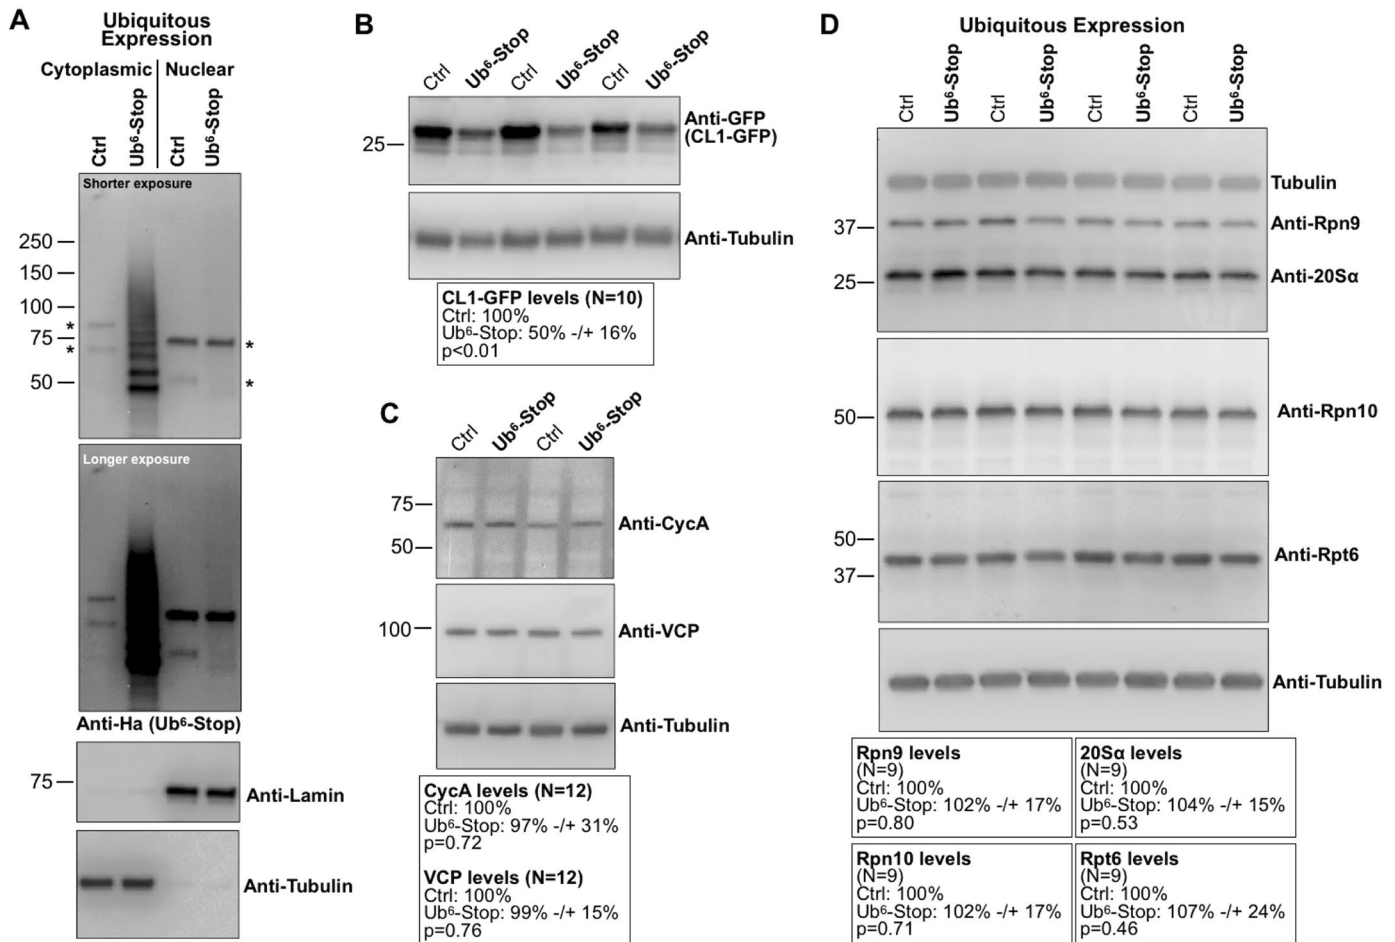 A
Ubiquitous
Expression
Cytoplasmic Nuclear
Ctrl
Ub⁶-Stop
Ctrl
Ub⁶-Stop
Shorter exposure
250
150
100
75
50
*
*
*
*
Longer exposure
Anti-Ha (Ub⁶-Stop)
75
Anti-Lamin
Anti-Tubulin
B
Ctrl
Ub⁶-Stop
Ctrl
Ub⁶-Stop
Ctrl
Ub⁶-Stop
25
Anti-GFP
(CL1-GFP)
Anti-Tubulin
CL1-GFP levels (N=10)
Ctrl: 100%
Ub⁶-Stop: 50% -/+ 16%
p<0.01
C
Ctrl
Ub⁶-Stop
Ctrl
Ub⁶-Stop
75
50
Anti-CycA
100
Anti-VCP
Anti-Tubulin
CycA levels (N=12)
Ctrl: 100%
Ub⁶-Stop: 97% -/+ 31%
p=0.72
VCP levels (N=12)
Ctrl: 100%
Ub⁶-Stop: 99% -/+ 15%
p=0.76
D
Ubiquitous Expression
Ctrl
Ub⁶-Stop
Ctrl
Ub⁶-Stop
Ctrl
Ub⁶-Stop
Ctrl
Ub⁶-Stop
Tubulin
37
Anti-Rpn9
25
Anti-20Sα
50
Anti-Rpn10
50
37
Anti-Rpt6
Anti-Tubulin
Rpn9 levels
(N=9)
Ctrl: 100%
Ub⁶-Stop: 102% -/+ 17%
p=0.80
20Sα levels
(N=9)
Ctrl: 100%
Ub⁶-Stop: 104% -/+ 15%
p=0.53
Rpn10 levels
(N=9)
Ctrl: 100%
Ub⁶-Stop: 102% -/+ 17%
p=0.71
Rpt6 levels
(N=9)
Ctrl: 100%
Ub⁶-Stop: 107% -/+ 24%
p=0.46